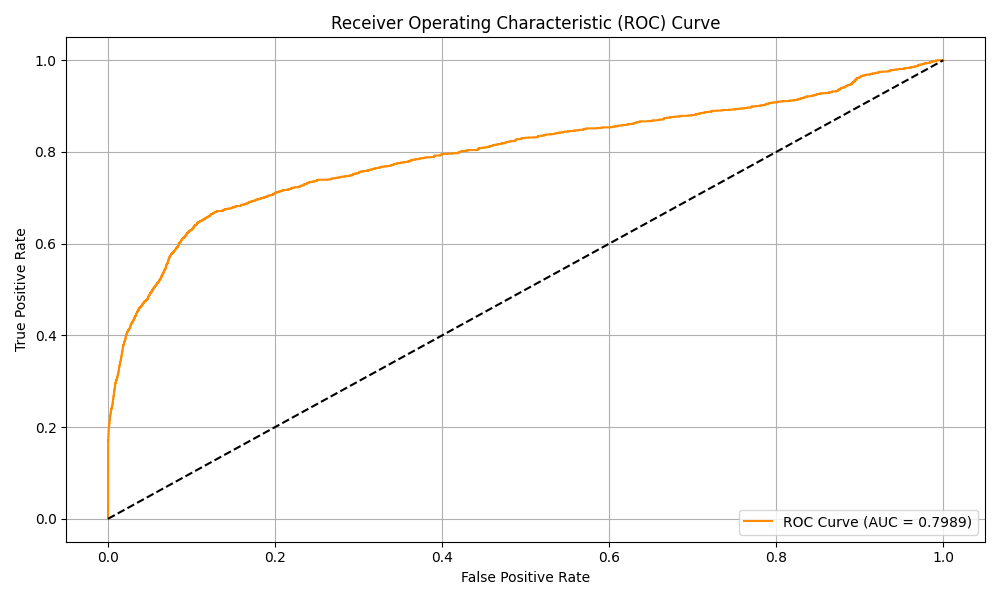 Receiver Operating Characteristic (ROC) Curve
1.0
0.8
0.6
0.4
0.2
0.0
True Positive Rate
0.0 0.2 0.4 0.6 0.8 1.0
False Positive Rate
ROC Curve (AUC = 0.7989)